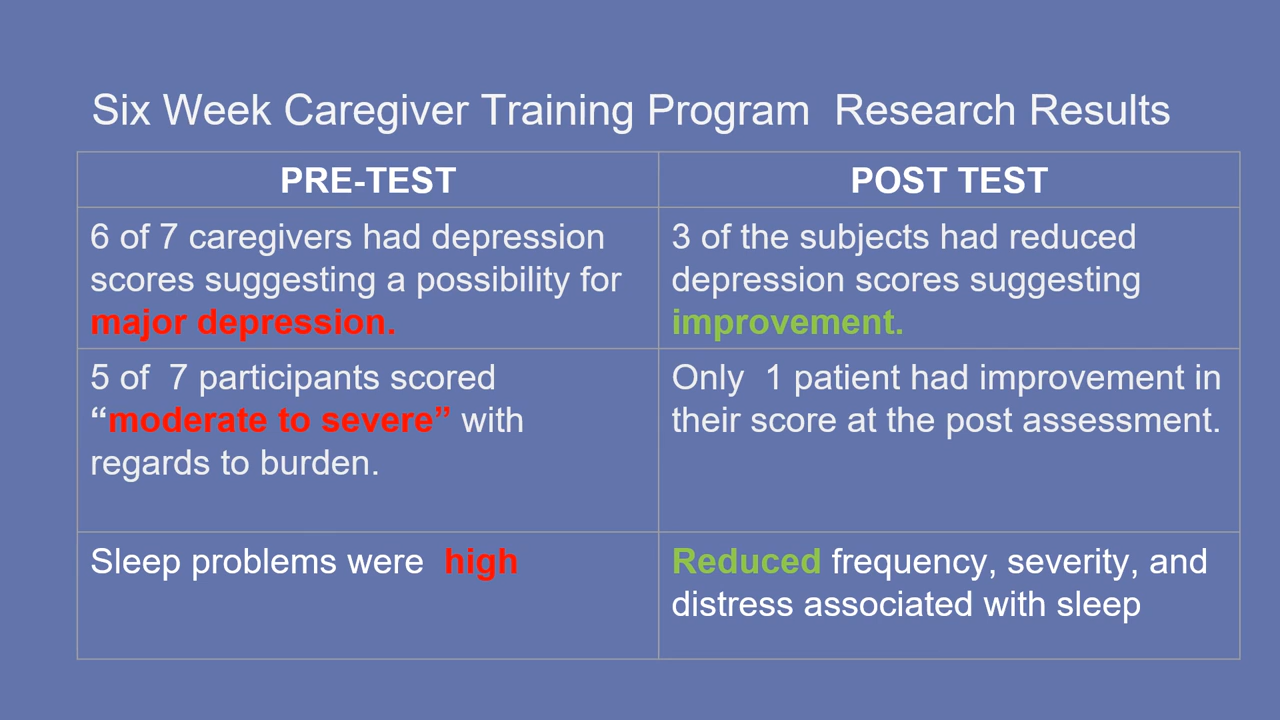 Six Week Caregiver Training Program  Research Results
PRE-TEST
POST TEST
6 of 7 caregivers had depression
scores suggesting a possibility for
major depression.
3 of the subjects had reduced
depression scores suggesting
improvement.
5 of  7 participants scored
“moderate to severe” with
regards to burden.
Only  1 patient had improvement in
their score at the post assessment.
Sleep problems were  high
Reduced frequency, severity, and
distress associated with sleep